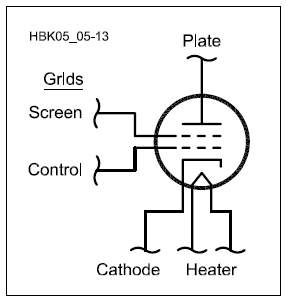 HBK05_05-13
Plate
Grids
Screen
Control
Cathode Heater